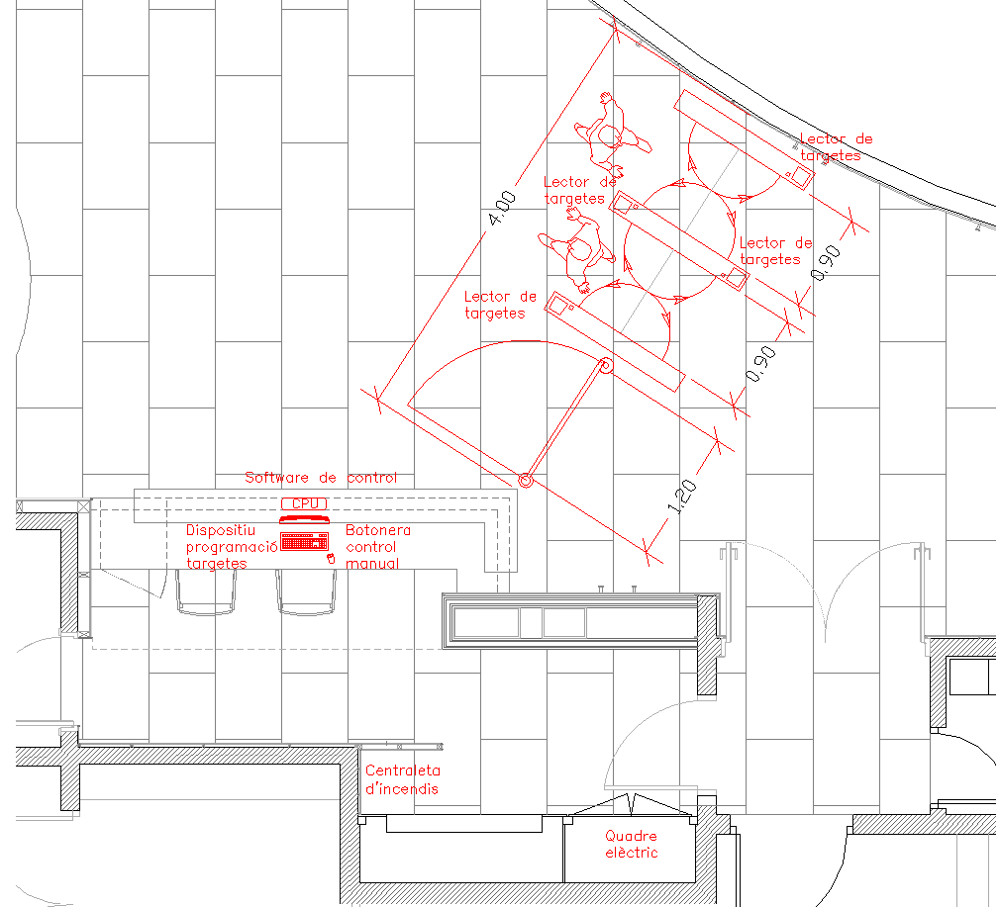 Lector de
targetes
Lector de
targetes
4.00
Lector de
targetes
0.90
Lector de
targetes
0.90
Software de control
CPU
1.20
Dispositiu
programació
targetes
Botonera
control
manual
Centraleta
d'incendis
Quadre
elèctric